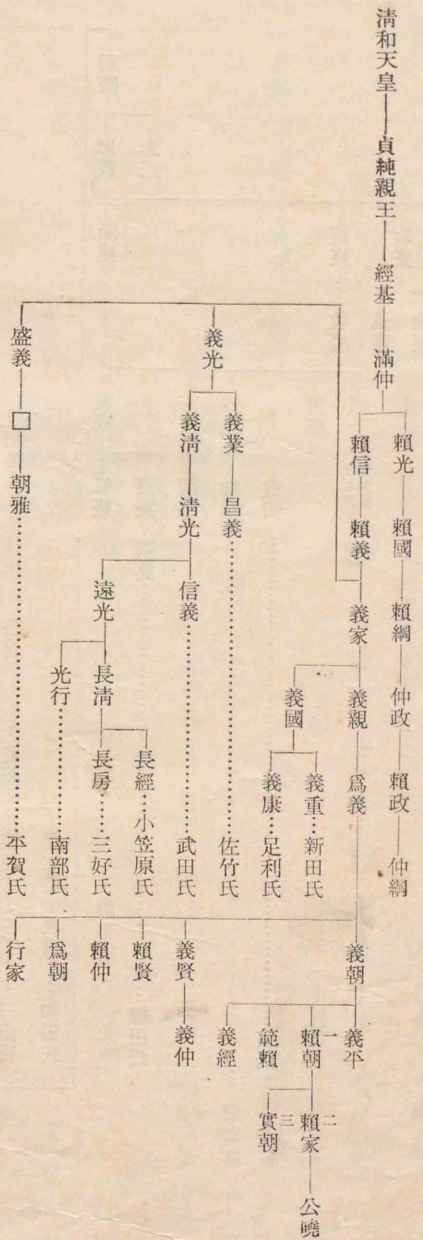 清和天皇――貞純親王――經基――滿仲
賴光――賴國――賴綱――仲政――賴政――仲綱
賴信――賴義
義家――義親――爲義
義國
義重…新田氏
義康…足利氏
義光
義業――昌義………佐竹氏
義淸――淸光
信義………武田氏
遠光
長淸
長經…小笠原氏
長房……三好氏
光行………南部氏
盛義――□――朝雅………平賀氏
義朝
義平
一賴朝
二賴家――公曉
三實朝
範賴
義經
義賢――義仲
賴賢
賴仲
爲朝
行家